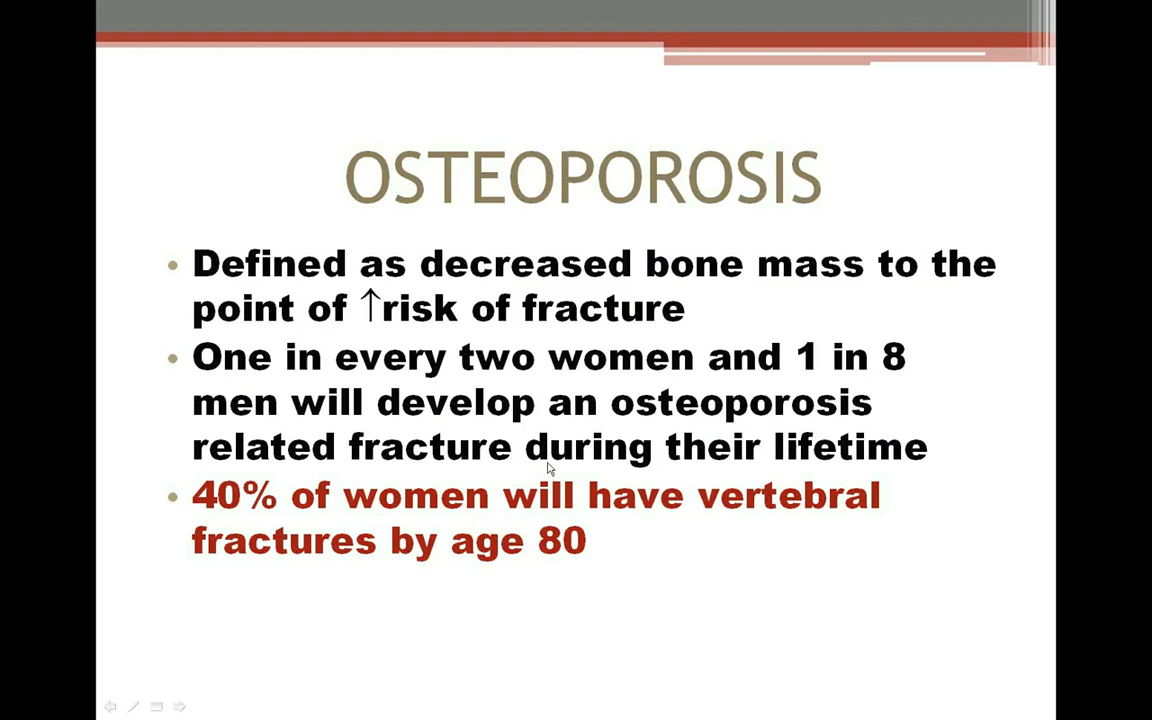 OSTEOPOROSIS
• Defined as decreased bone mass to the
point of ↑risk of fracture
• One in every two women and 1 in 8
men will develop an osteoporosis
related fracture during their lifetime
• 40% of women will have vertebral
fractures by age 80